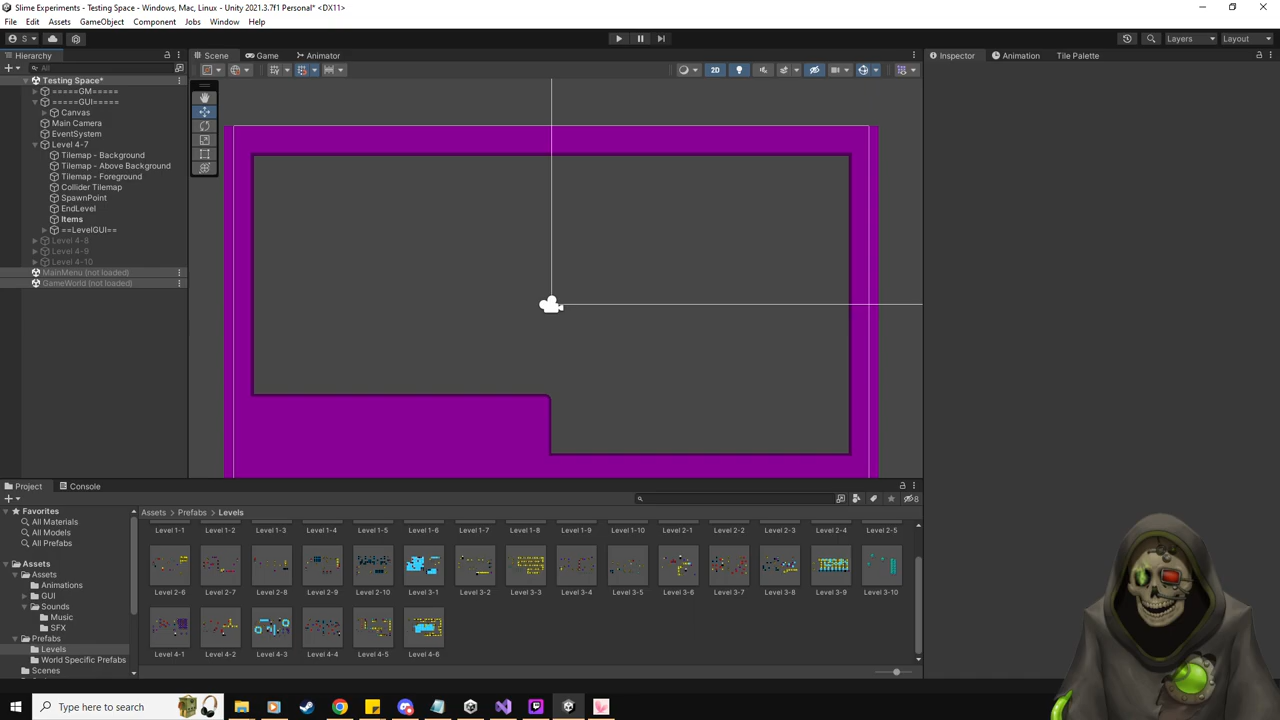 Slime Experiments - Testing Space - Windows, Mac, Linux - Unity 2021.3.7f1 Personal* <DX11>
File Edit Assets GameObject Component Jobs Window Help
S Layers Layout
Hierarchy Scene Game Animator Inspector Animation Tile Palette
All 2D
Testing Space*
=====GM=====
=====GUI=====
Canvas
Main Camera
EventSystem
Level 4-7
Tilemap - Background
Tilemap - Above Background
Tilemap - Foreground
Collider Tilemap
SpawnPoint
EndLevel
Items
==LevelGUI==
Level 4-8
Level 4-9
Level 4-10
MainMenu (not loaded)
GameWorld (not loaded)
Project Console
8
Favorites
All Materials
All Models
All Prefabs
Assets
Assets
Animations
GUI
Sounds
Music
SFX
Prefabs
Levels
World Specific Prefabs
Scenes
Assets > Prefabs > Levels
Level 1-1 Level 1-2 Level 1-3 Level 1-4 Level 1-5 Level 1-6 Level 1-7 Level 1-8 Level 1-9 Level 1-10 Level 2-1 Level 2-2 Level 2-3 Level 2-4 Level 2-5
Level 2-6 Level 2-7 Level 2-8 Level 2-9 Level 2-10 Level 3-1 Level 3-2 Level 3-3 Level 3-4 Level 3-5 Level 3-6 Level 3-7 Level 3-8 Level 3-9 Level 3-10
Level 4-1 Level 4-2 Level 4-3 Level 4-4 Level 4-5 Level 4-6
Type here to search